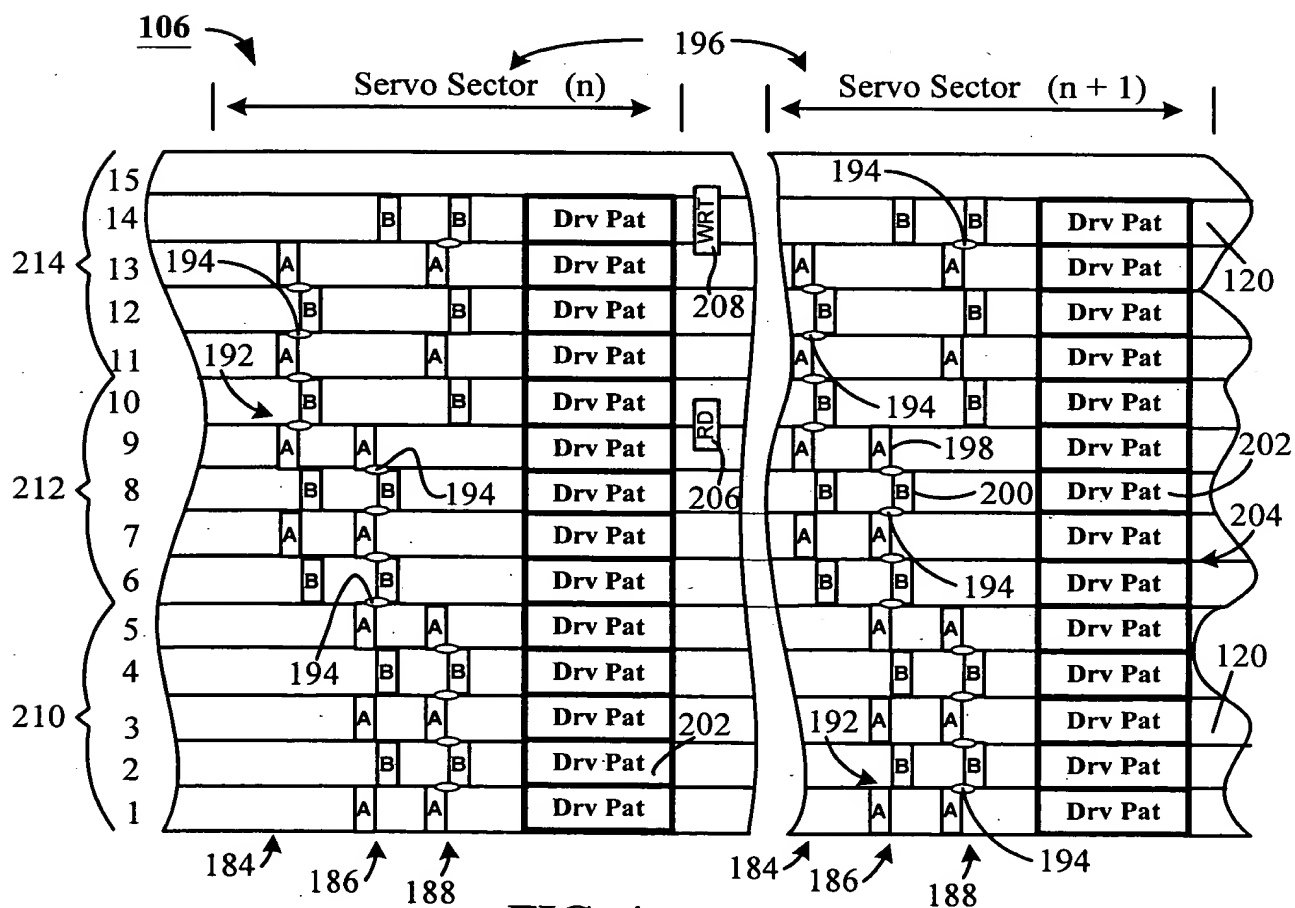 106
196
Servo Sector (n)
Servo Sector (n + 1)
15
194
14 B B Drv Pat WRT B B Drv Pat
214 194 13 A A Drv Pat A A Drv Pat 120
12 B B Drv Pat 208 B B Drv Pat
11 192 A A Drv Pat A A Drv Pat
10 B B Drv Pat RD B B Drv Pat
194
9 A A Drv Pat A A 198 Drv Pat 202
212 8 B B 194 Drv Pat 206 B B 200 Drv Pat
7 A A Drv Pat A A Drv Pat 204
6 194 B B Drv Pat B B 194 Drv Pat
5 A A Drv Pat A A Drv Pat
4 194 B B Drv Pat B B Drv Pat 120
210 3 A A Drv Pat 202 192 A A Drv Pat
2 B B Drv Pat B B Drv Pat
1 A A Drv Pat A A Drv Pat
184 186 188 184 186 188 194